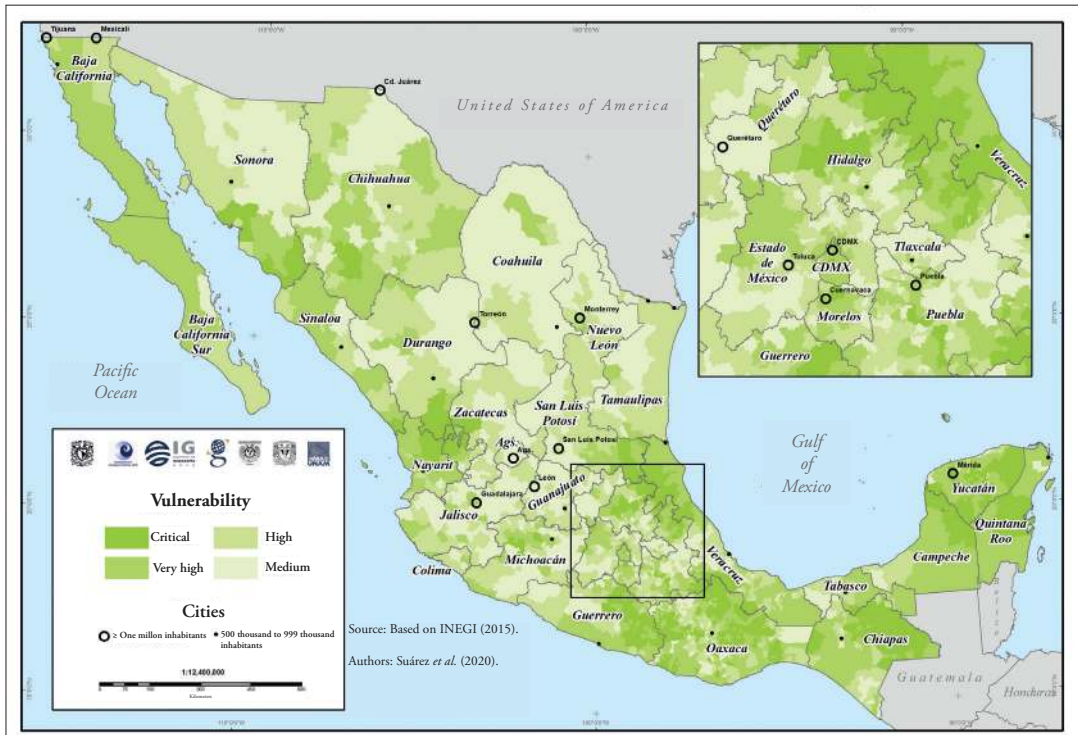 Tijuana
Mexicali
Baja
California
Cd. Juárez
United States of America
Sonora
Chihuahua
Coahuila
Sinaloa
Durango
Torreón
Monterrey
Nuevo
León
Baja
California
Sur
Pacific
Ocean
Zacatecas
San Luis
Potosí
Tamaulipas
San Luis Potosí
Ags.
Ags.
Nayarit
León
Guanajuato
Guadalajara
Jalisco
Colima
Michoacán
Guerrero
Oaxaca
Veracruz
Tabasco
Chiapas
Campeche
Mérida
Yucatán
Quintana
Roo
Belize
Guatemala
Honduras
Gulf
of
Mexico
Querétaro
Querétaro
Hidalgo
Veracruz
Estado
de
México
Toluca
CDMX
CDMX
Tlaxcala
Puebla
Cuernavaca
Morelos
Puebla
Guerrero
IG
Vulnerability
Critical
High
Very high
Medium
Cities
≥ One millon inhabitants
500 thousand to 999 thousand
inhabitants
1:12,400,000
Kilometers
Source: Based on INEGI (2015).
Authors: Suárez et al. (2020).